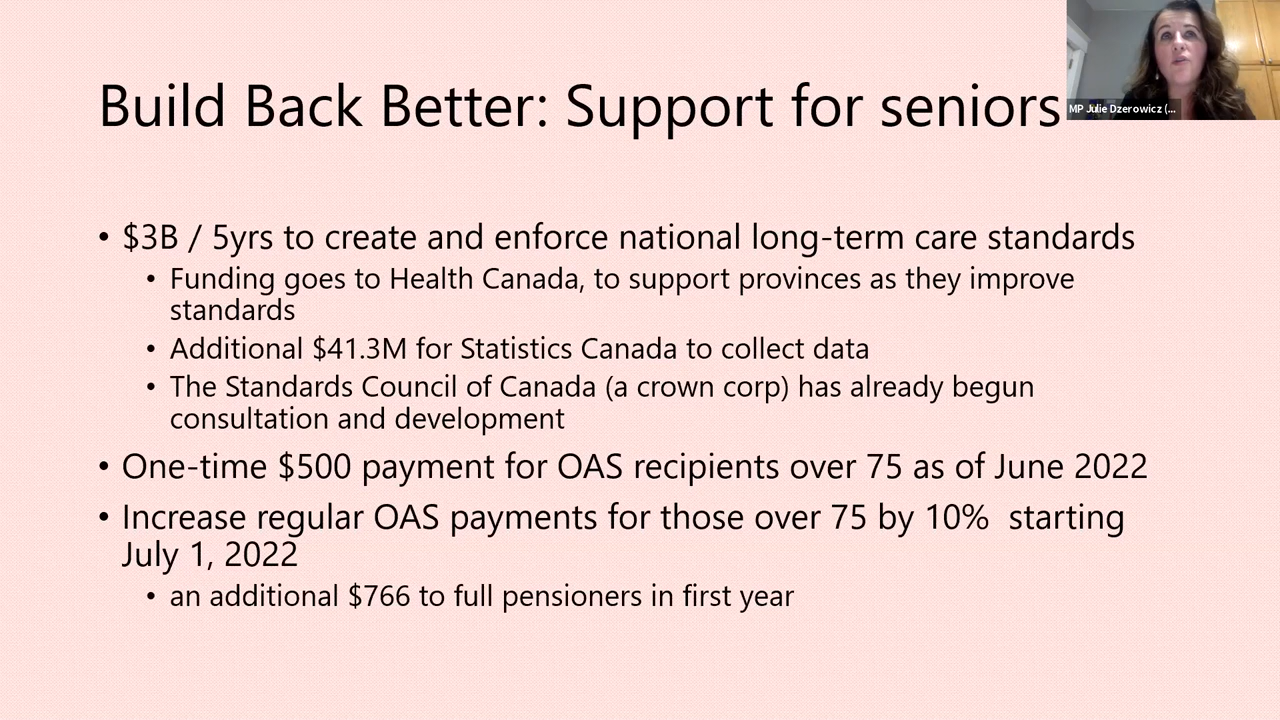 Build Back Better: Support for seniors
MP Julie Dzerowicz (...
• $3B / 5yrs to create and enforce national long-term care standards
• Funding goes to Health Canada, to support provinces as they improve
standards
• Additional $41.3M for Statistics Canada to collect data
• The Standards Council of Canada (a crown corp) has already begun
consultation and development
• One-time $500 payment for OAS recipients over 75 as of June 2022
• Increase regular OAS payments for those over 75 by 10%  starting
July 1, 2022
• an additional $766 to full pensioners in first year